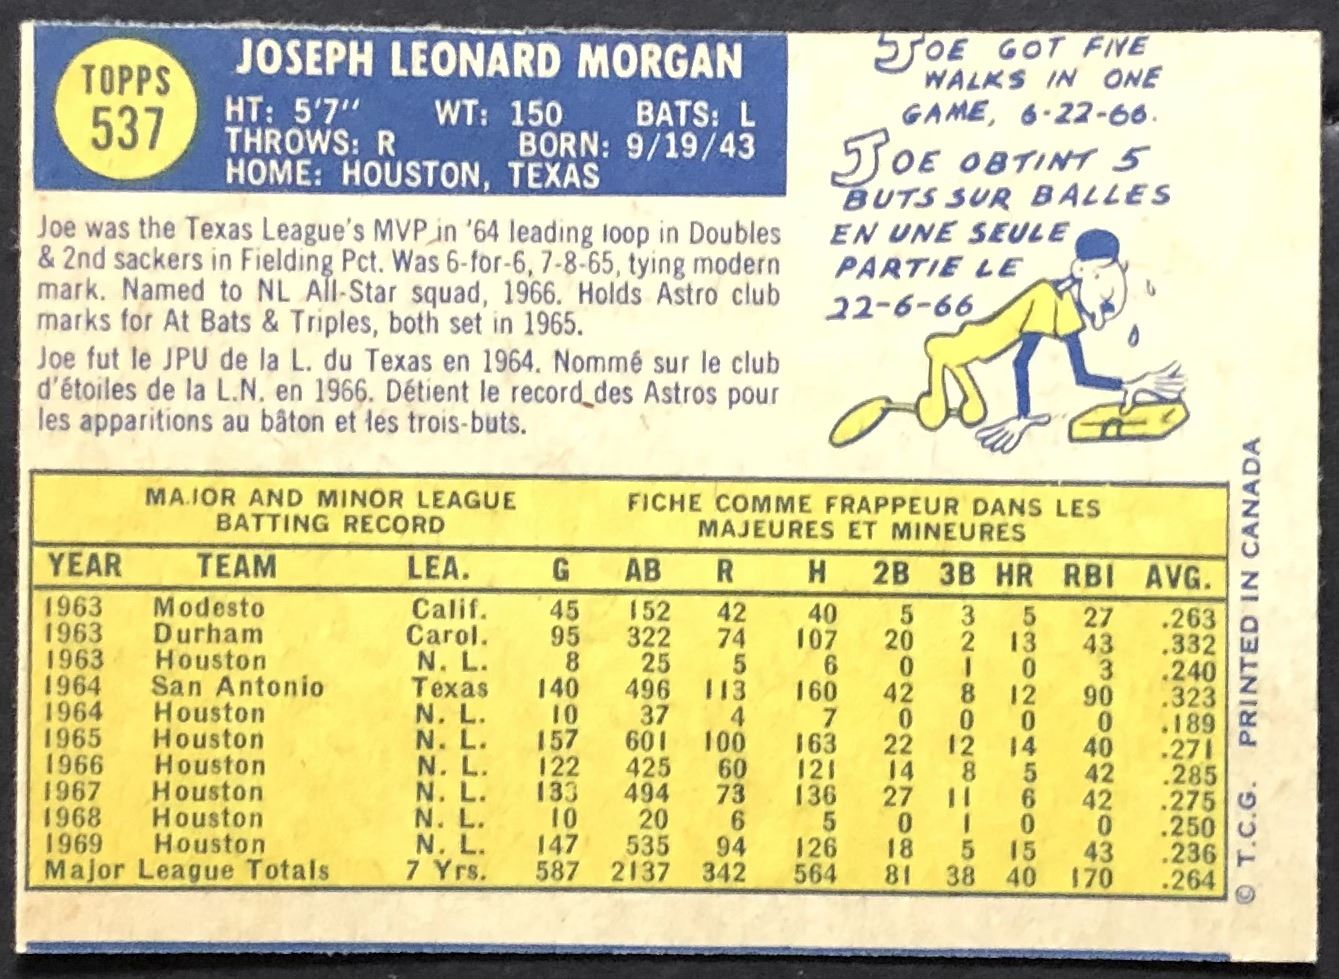 TOPPS
537
JOSEPH LEONARD MORGAN
HT: 5'7" WT: 150 BATS: L
THROWS: R BORN: 9/19/43
HOME: HOUSTON, TEXAS
JOE GOT FIVE
WALKS IN ONE
GAME, 6-22-66.
JOE OBTINT 5
BUTS SUR BALLES
EN UNE SEULE
PARTIE LE
22-6-66
Joe was the Texas League's MVP in '64 leading loop in Doubles
& 2nd sackers in Fielding Pct. Was 6-for-6, 7-8-65, tying modern
mark. Named to NL All-Star squad, 1966. Holds Astro club
marks for At Bats & Triples, both set in 1965.
Joe fut le JPU de la L. du Texas en 1964. Nommé sur le club
d'étoiles de la L.N. en 1966. Détient le record des Astros pour
les apparitions au bâton et les trois-buts.
MAJOR AND MINOR LEAGUE
BATTING RECORD
FICHE COMME FRAPPEUR DANS LES
MAJEURES ET MINEURES
YEAR TEAM LEA. G AB R H 2B 3B HR RBI AVG.
1963 Modesto Calif. 45 152 42 40 5 3 5 27 .263
1963 Durham Carol. 95 322 74 107 20 2 13 43 .332
1963 Houston N. L. 8 25 5 6 0 1 0 3 .240
1964 San Antonio Texas 140 496 113 160 42 8 12 90 .323
1964 Houston N. L. 10 37 4 7 0 0 0 0 .189
1965 Houston N. L. 157 601 100 163 22 12 14 40 .271
1966 Houston N. L. 122 425 60 121 14 8 5 42 .285
1967 Houston N. L. 133 494 73 136 27 11 6 42 .275
1968 Houston N. L. 10 20 6 5 0 1 0 0 .250
1969 Houston N. L. 147 535 94 126 18 5 15 43 .236
Major League Totals 7 Yrs. 587 2137 342 564 81 38 40 170 .264
© T.C.G. PRINTED IN CANADA